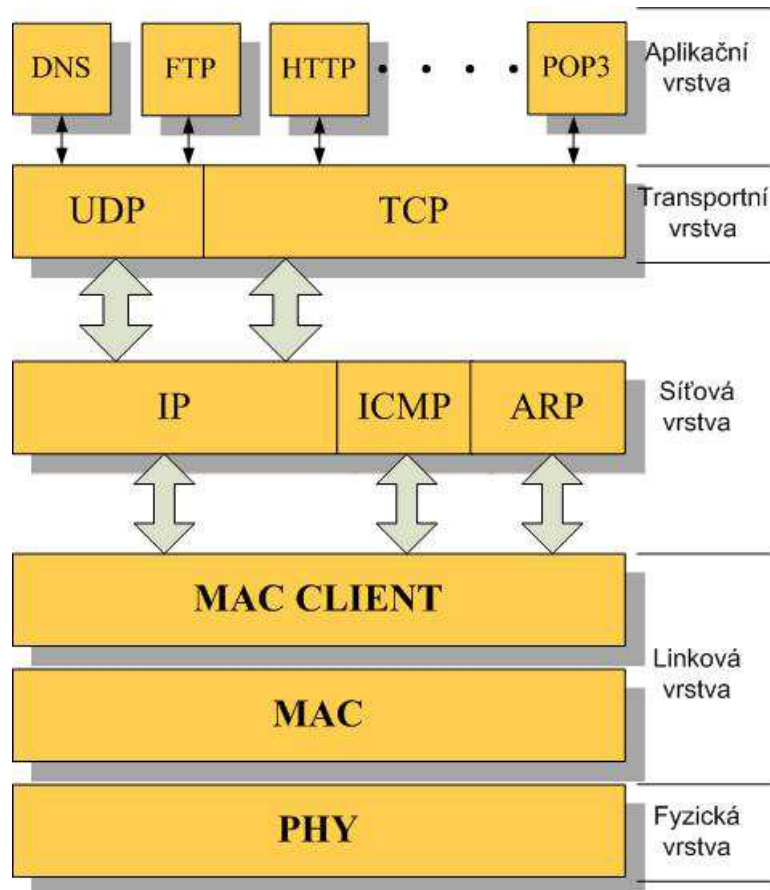 DNS
FTP
HTTP
POP3
Aplikační
vrstva
UDP
TCP
Transportní
vrstva
IP
ICMP
ARP
Síťová
vrstva
MAC CLIENT
MAC
Linková
vrstva
PHY
Fyzická
vrstva